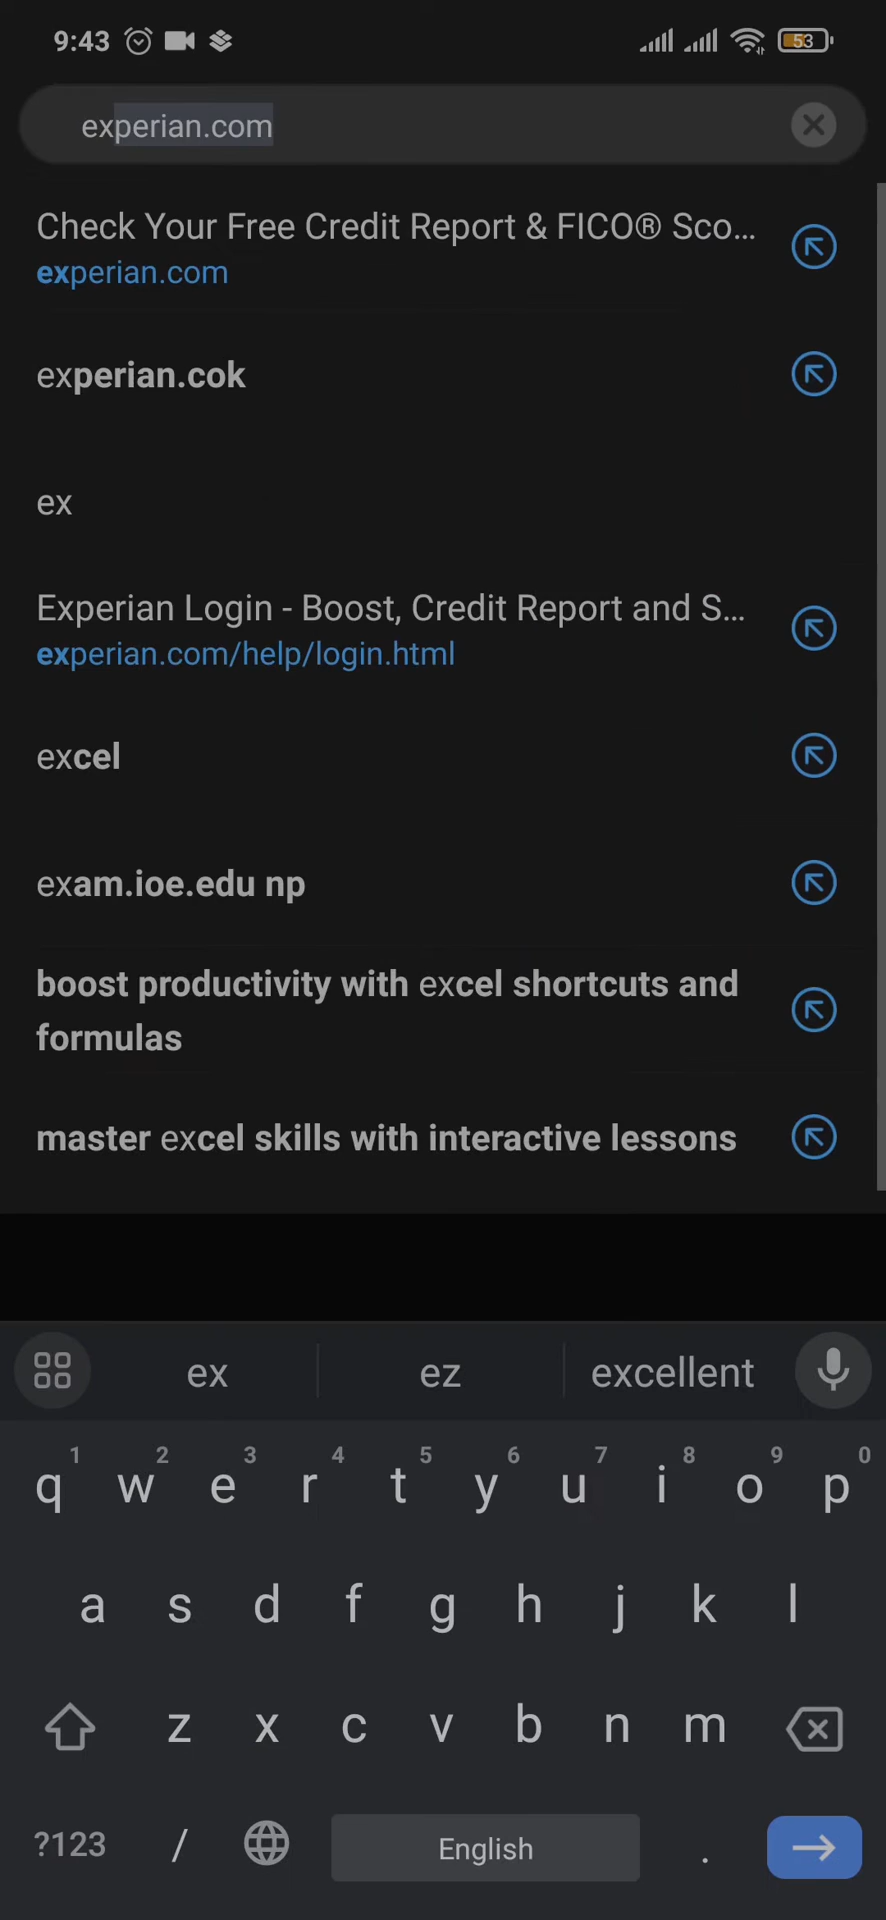 9:43
53
experian.com
Check Your Free Credit Report & FICO® Sco...
experian.com
experian.cok
ex
Experian Login - Boost, Credit Report and S...
experian.com/help/login.html
excel
exam.ioe.edu np
boost productivity with excel shortcuts and
formulas
master excel skills with interactive lessons
ex ez excellent
1 2 3 4 5 6 7 8 9 0
q w e r t y u i o p
a s d f g h j k l
z x c v b n m
?123 / English .